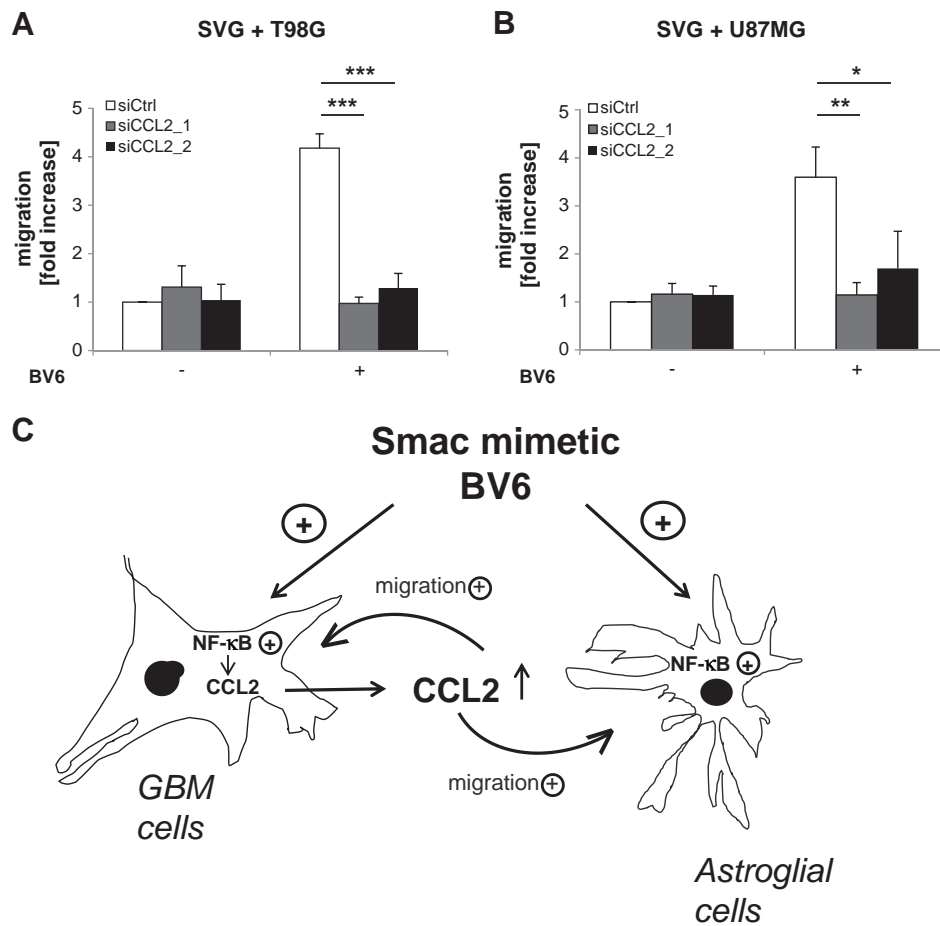 A
SVG + T98G
***
***
siCtrl
siCCL2_1
siCCL2_2
migration
[fold increase]
5
4
3
2
1
0
BV6
-
+
B
SVG + U87MG
*
**
siCtrl
siCCL2_1
siCCL2_2
migration
[fold increase]
5
4
3
2
1
0
BV6
-
+
C
Smac mimetic
BV6
+
+
migration +
NF-κB +
CCL2
CCL2
NF-κB +
migration +
GBM
cells
Astroglial
cells